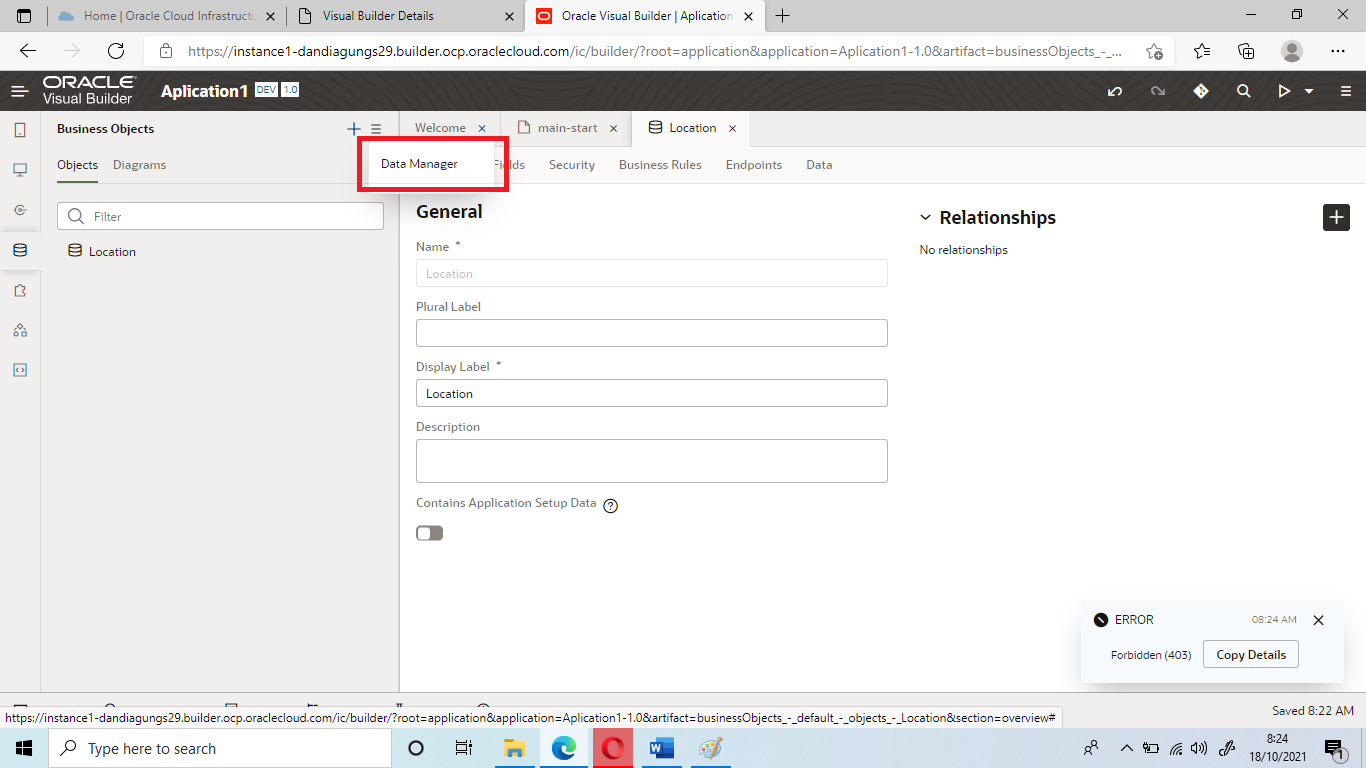 Home | Oracle Cloud Infrastructu
Visual Builder Details
Oracle Visual Builder | Aplication
https://instance1-dandiagungs29.builder.ocp.oraclecloud.com/ic/builder/?root=application&application=Aplication1-1.0&artifact=businessObjects_-_...
ORACLE
Visual Builder
Aplication1 DEV 1.0
Business Objects
Welcome
main-start
Location
Data Manager
Objects Diagrams
Fields Security Business Rules Endpoints Data
Filter
Location
General
Name *
Location
Plural Label
Display Label *
Location
Description
Contains Application Setup Data
Relationships
No relationships
ERROR 08:24 AM
Forbidden (403) Copy Details
https://instance1-dandiagungs29.builder.ocp.oraclecloud.com/ic/builder/?root=application&application=Aplication1-1.0&artifact=businessObjects_-_default_-_objects_-_Location&section=overview#
Saved 8:22 AM
Type here to search
8:24
18/10/2021
1